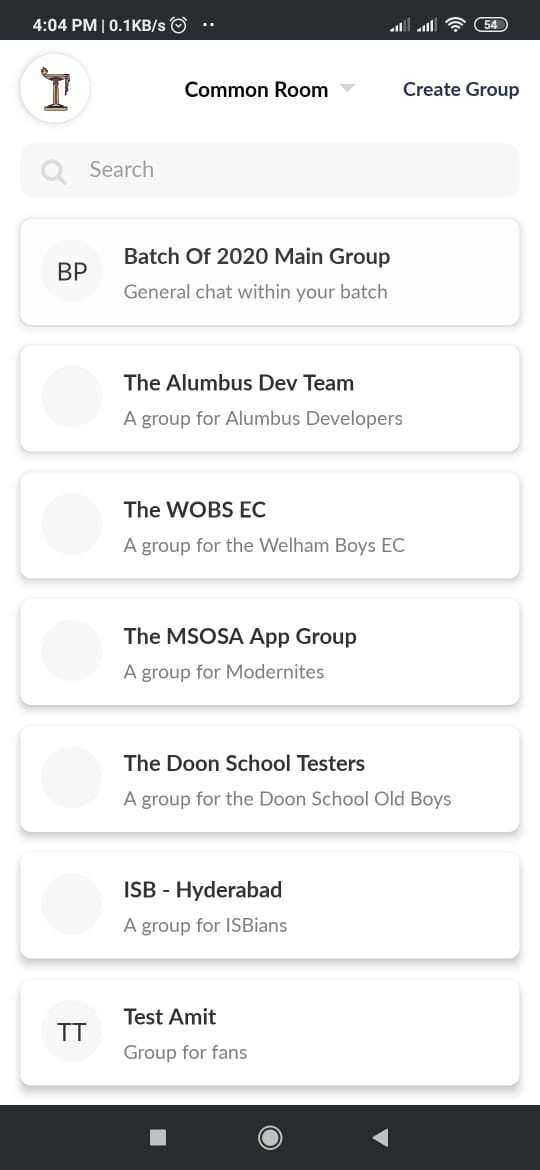 4:04 PM | 0.1KB/s
54
Common Room
Create Group
Search
BP
Batch Of 2020 Main Group
General chat within your batch
The Alumbus Dev Team
A group for Alumbus Developers
The WOBS EC
A group for the Welham Boys EC
The MSOSA App Group
A group for Modernites
The Doon School Testers
A group for the Doon School Old Boys
ISB - Hyderabad
A group for ISBians
TT
Test Amit
Group for fans